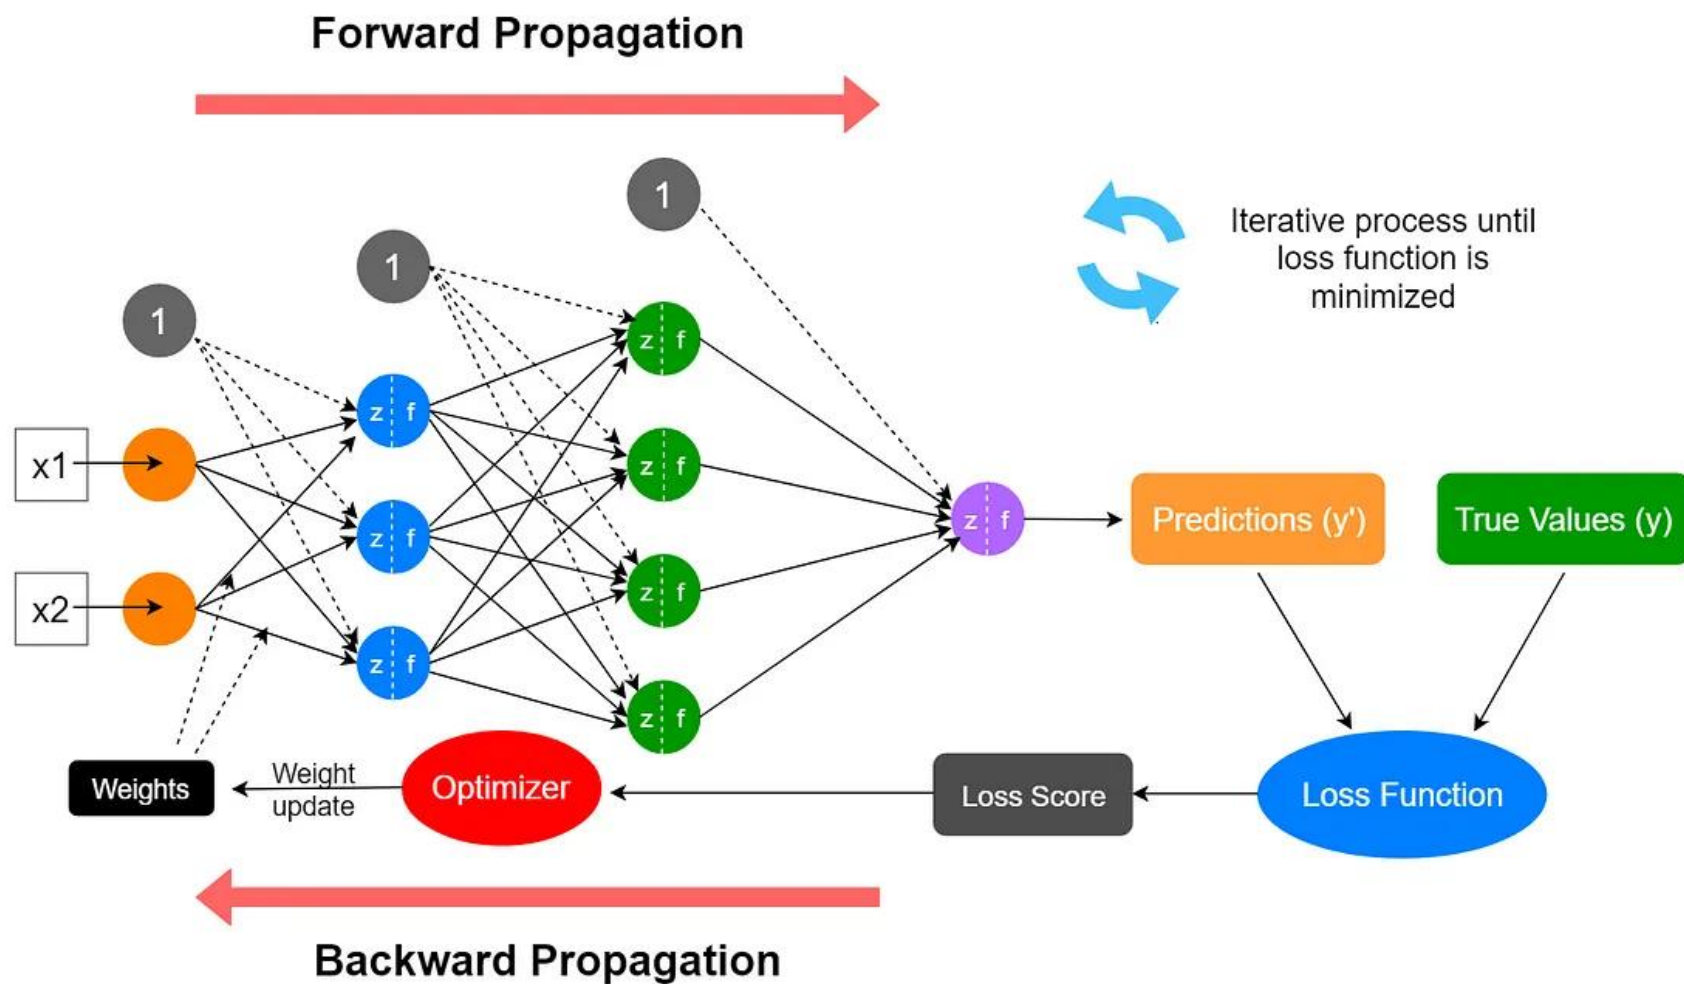 Forward Propagation
1
1
1
Iterative process until
loss function is
minimized
z f
z f
x1
z f
z f
z f
Predictions (y')
True Values (y)
z f
x2
z f
z f
Weights
Weight
update
Optimizer
Loss Score
Loss Function
Backward Propagation